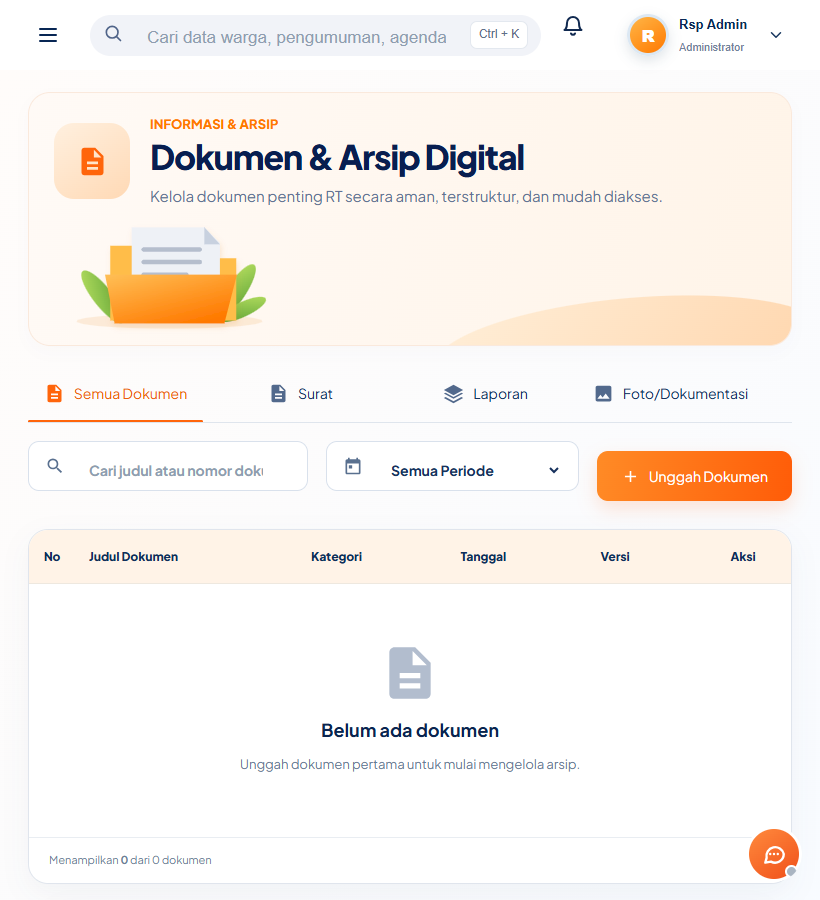 Cari data warga, pengumuman, agenda
Ctrl + K
R
Rsp Admin
Administrator
INFORMASI & ARSIP
Dokumen & Arsip Digital
Kelola dokumen penting RT secara aman, terstruktur, dan mudah diakses.
Semua Dokumen
Surat
Laporan
Foto/Dokumentasi
Cari judul atau nomor doku
Semua Periode
+ Unggah Dokumen
No Judul Dokumen Kategori Tanggal Versi Aksi
Belum ada dokumen
Unggah dokumen pertama untuk mulai mengelola arsip.
Menampilkan 0 dari 0 dokumen